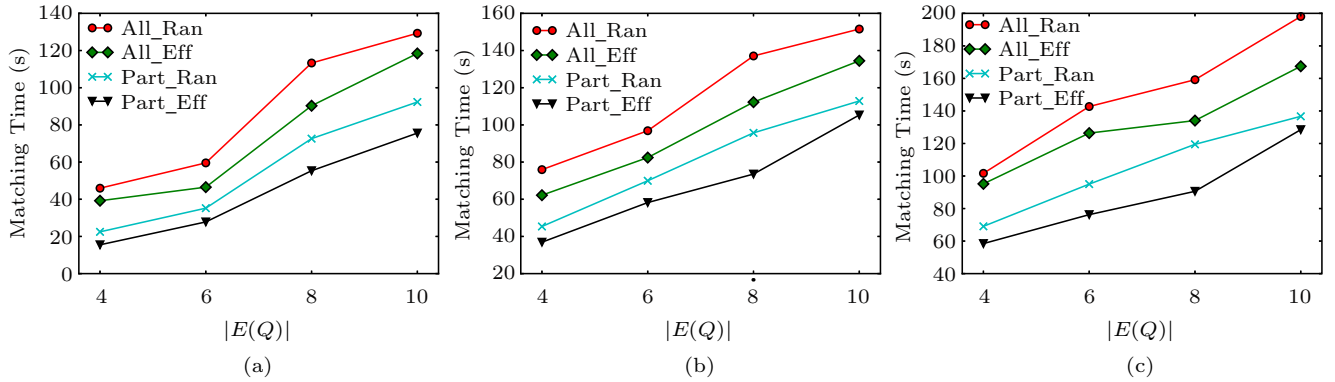 140
120
100
80
60
40
20
0
Matching Time (s)
All_Ran
All_Eff
Part_Ran
Part_Eff
4 6 8 10
|E(Q)|
(a)
160
140
120
100
80
60
40
20
Matching Time (s)
All_Ran
All_Eff
Part_Ran
Part_Eff
4 6 8 10
|E(Q)|
(b)
200
180
160
140
120
100
80
60
40
Matching Time (s)
All_Ran
All_Eff
Part_Ran
Part_Eff
4 6 8 10
|E(Q)|
(c)